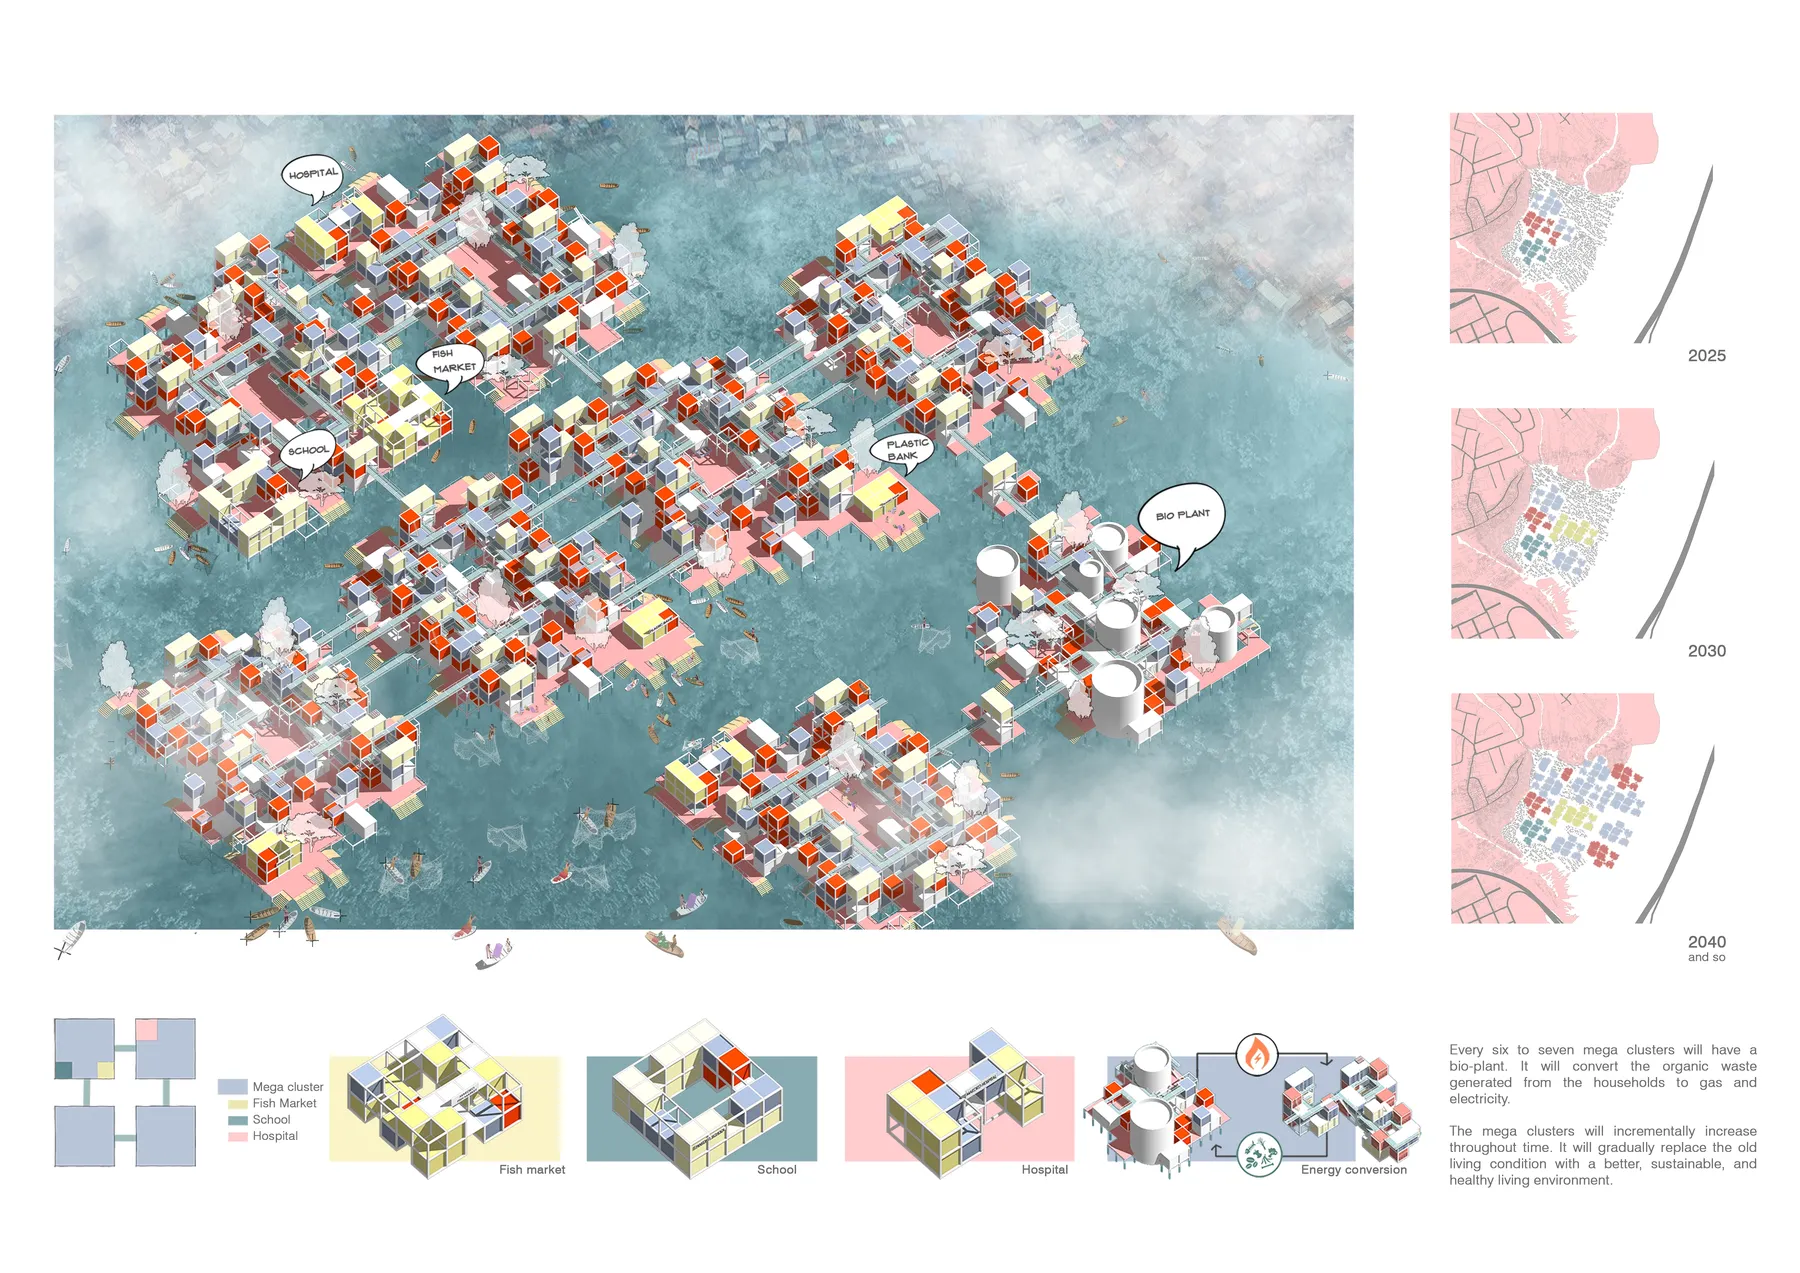 HOSPITAL
FISH
MARKET
SCHOOL
PLASTIC
BANK
BIO PLANT
2025
2030
2040
and so
Mega cluster
Fish Market
School
Hospital
Fish market
School
Hospital
Energy conversion
Every six to seven mega clusters will have a
bio-plant. It will convert the organic waste
generated from the households to gas and
electricity.
The mega clusters will incrementally increase
throughout time. It will gradually replace the old
living condition with a better, sustainable, and
healthy living environment.